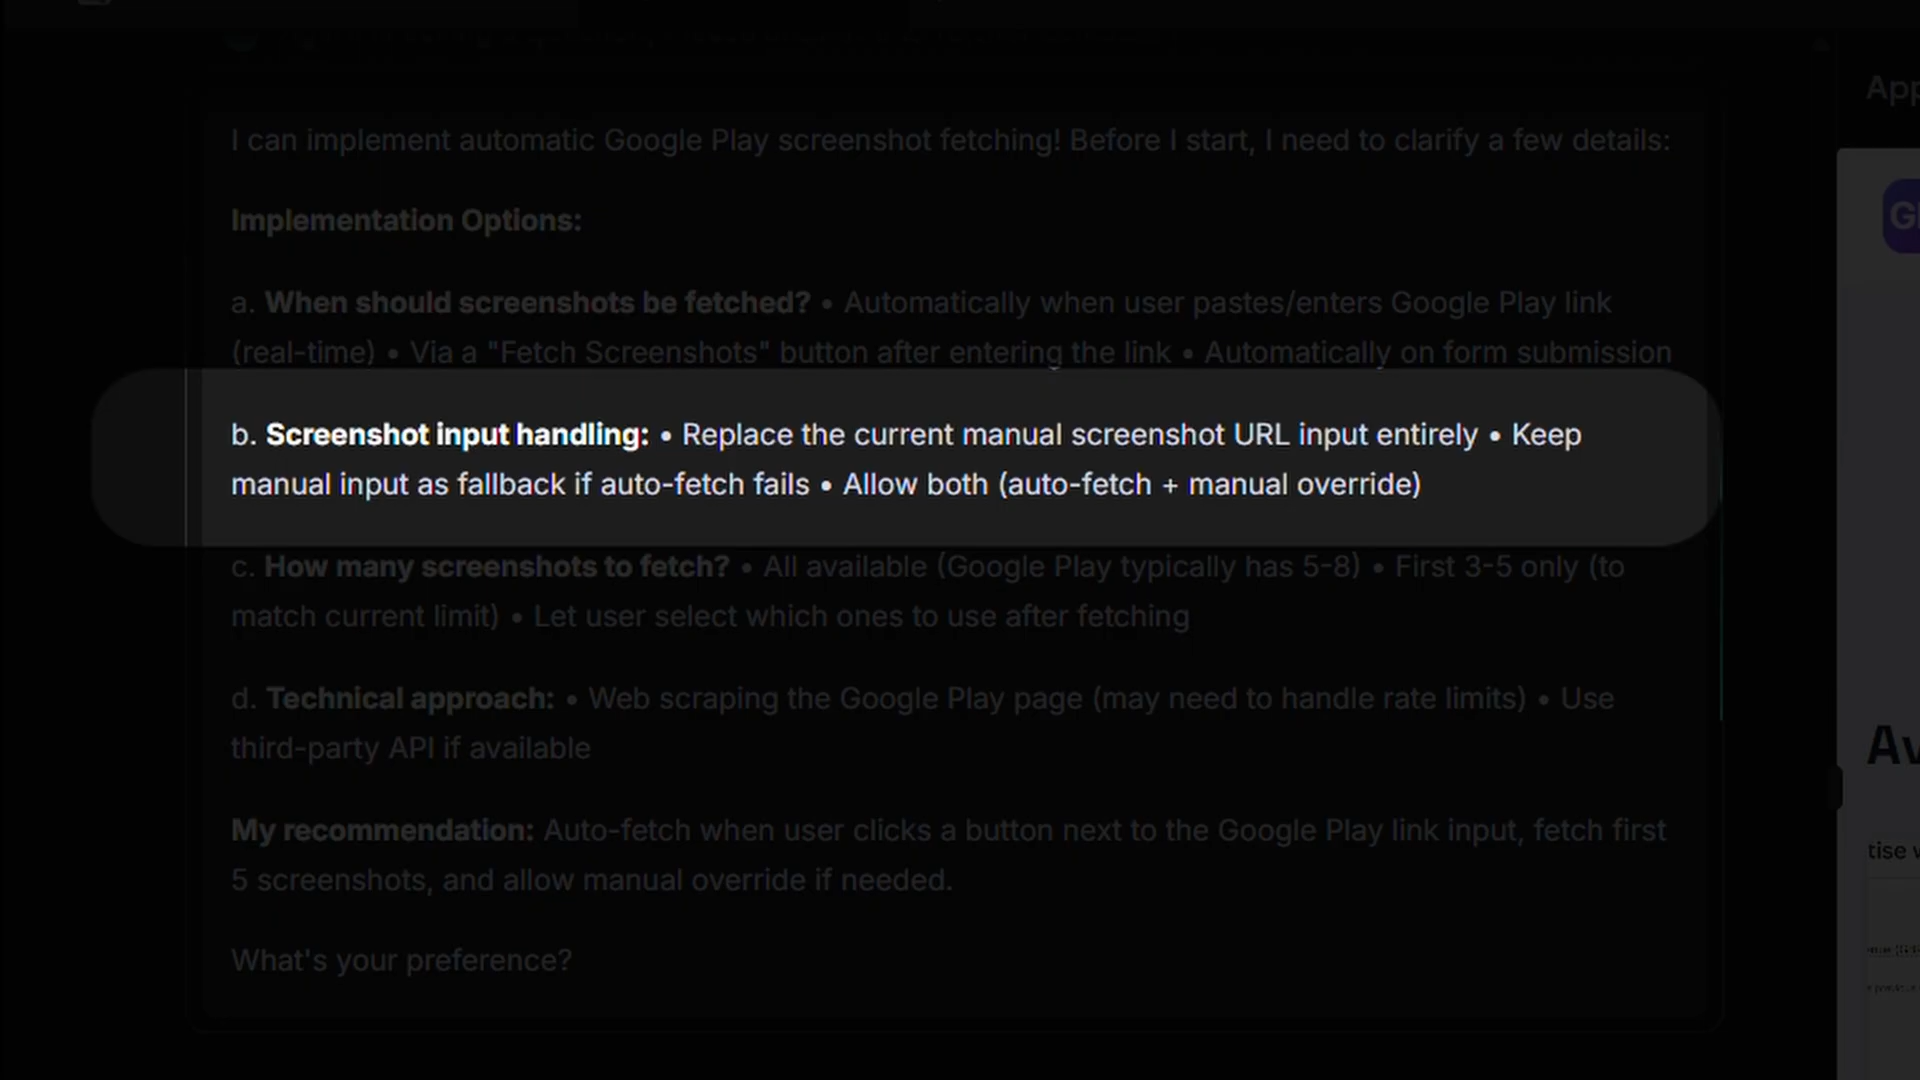 I can implement automatic Google Play screenshot fetching! Before I start, I need to clarify a few details:
Implementation Options:
a. When should screenshots be fetched? • Automatically when user pastes/enters Google Play link
(real-time) • Via a "Fetch Screenshots" button after entering the link • Automatically on form submission
b. Screenshot input handling: • Replace the current manual screenshot URL input entirely • Keep
manual input as fallback if auto-fetch fails • Allow both (auto-fetch + manual override)
c. How many screenshots to fetch? • All available (Google Play typically has 5-8) • First 3-5 only (to
match current limit) • Let user select which ones to use after fetching
d. Technical approach: • Web scraping the Google Play page (may need to handle rate limits) • Use
third-party API if available
My recommendation: Auto-fetch when user clicks a button next to the Google Play link input, fetch first
5 screenshots, and allow manual override if needed.
What's your preference?
App
G
Av
tise w